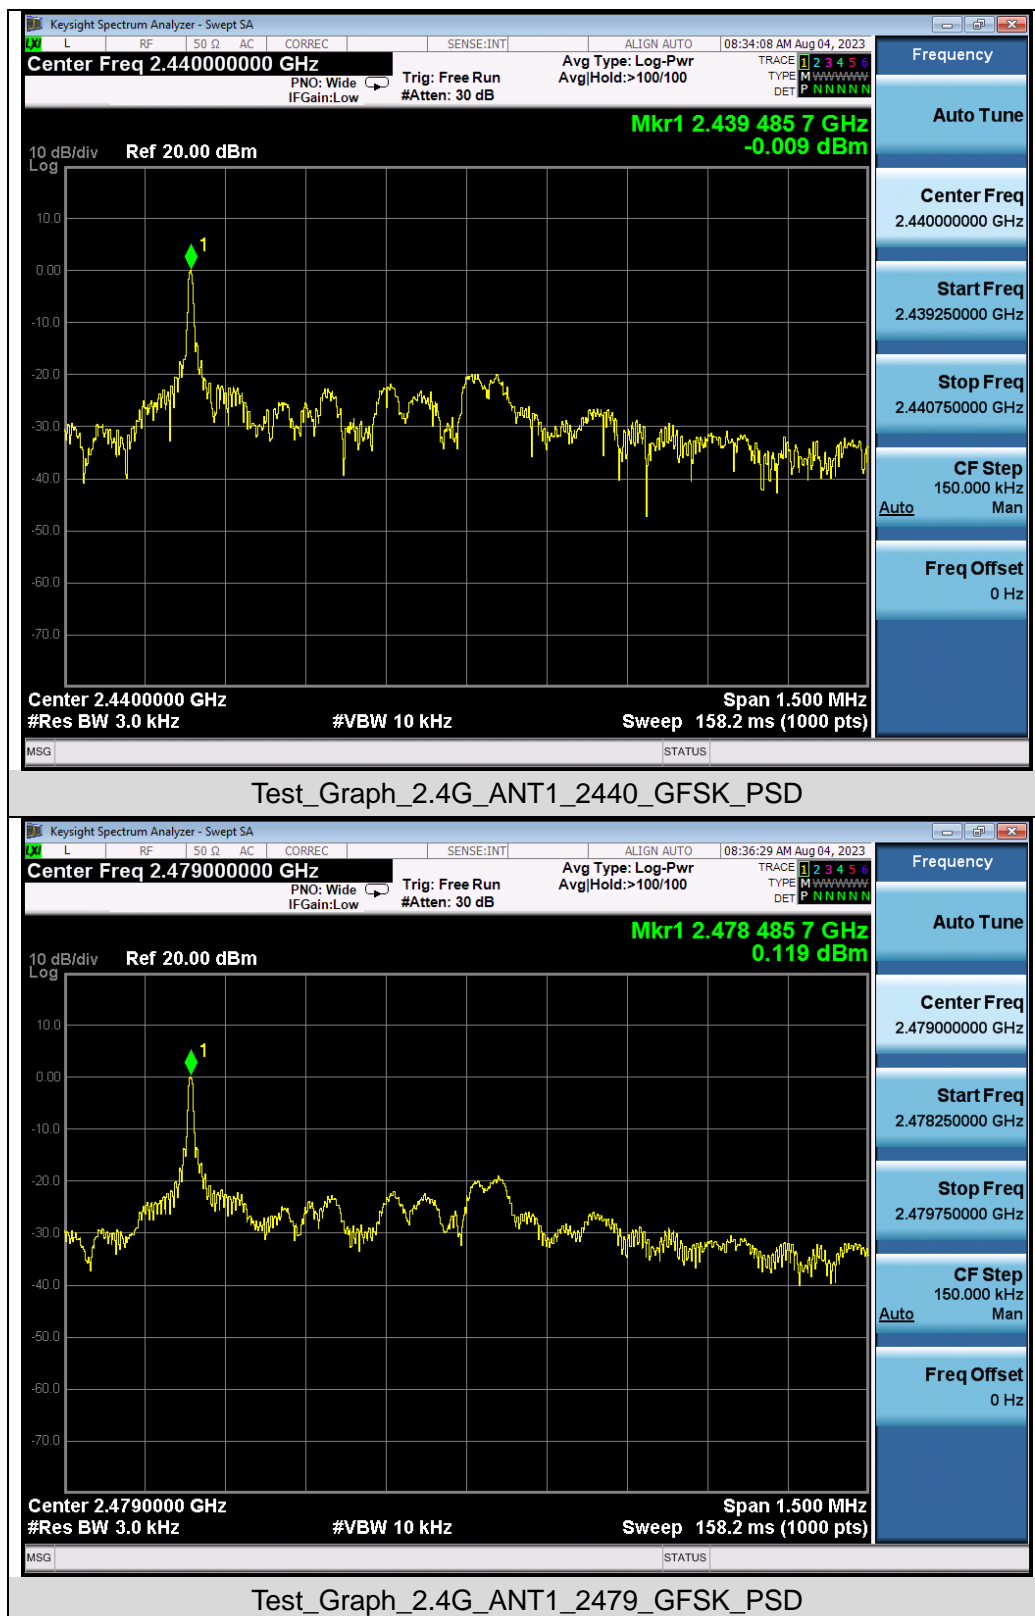 Keysight Spectrum Analyzer - Swept SA
LXI L RF 50 Ω AC CORREC SENSE:INT ALIGN AUTO 08:34:08 AM Aug 04, 2023
Center Freq 2.440000000 GHz
PNO: Wide
IFGain:Low
Trig: Free Run
#Atten: 30 dB
Avg Type: Log-Pwr
Avg|Hold:>100/100
TRACE 1 2 3 4 5 6
TYPE M WWWWW
DET P N N N N N
Mkr1 2.439 485 7 GHz
-0.009 dBm
10 dB/div Ref 20.00 dBm
Log
10.0
0.00
-10.0
-20.0
-30.0
-40.0
-50.0
-60.0
-70.0
1
Center 2.4400000 GHz
Span 1.500 MHz
#Res BW 3.0 kHz
#VBW 10 kHz
Sweep 158.2 ms (1000 pts)
MSG
STATUS
Frequency
Auto Tune
Center Freq
2.440000000 GHz
Start Freq
2.439250000 GHz
Stop Freq
2.440750000 GHz
CF Step
150.000 kHz
Auto Man
Freq Offset
0 Hz
Test_Graph_2.4G_ANT1_2440_GFSK_PSD
Keysight Spectrum Analyzer - Swept SA
LXI L RF 50 Ω AC CORREC SENSE:INT ALIGN AUTO 08:36:29 AM Aug 04, 2023
Center Freq 2.479000000 GHz
PNO: Wide
IFGain:Low
Trig: Free Run
#Atten: 30 dB
Avg Type: Log-Pwr
Avg|Hold:>100/100
TRACE 1 2 3 4 5 6
TYPE M WWWWW
DET P N N N N N
Mkr1 2.478 485 7 GHz
0.119 dBm
10 dB/div Ref 20.00 dBm
Log
10.0
0.00
-10.0
-20.0
-30.0
-40.0
-50.0
-60.0
-70.0
1
Center 2.4790000 GHz
Span 1.500 MHz
#Res BW 3.0 kHz
#VBW 10 kHz
Sweep 158.2 ms (1000 pts)
MSG
STATUS
Frequency
Auto Tune
Center Freq
2.479000000 GHz
Start Freq
2.478250000 GHz
Stop Freq
2.479750000 GHz
CF Step
150.000 kHz
Auto Man
Freq Offset
0 Hz
Test_Graph_2.4G_ANT1_2479_GFSK_PSD